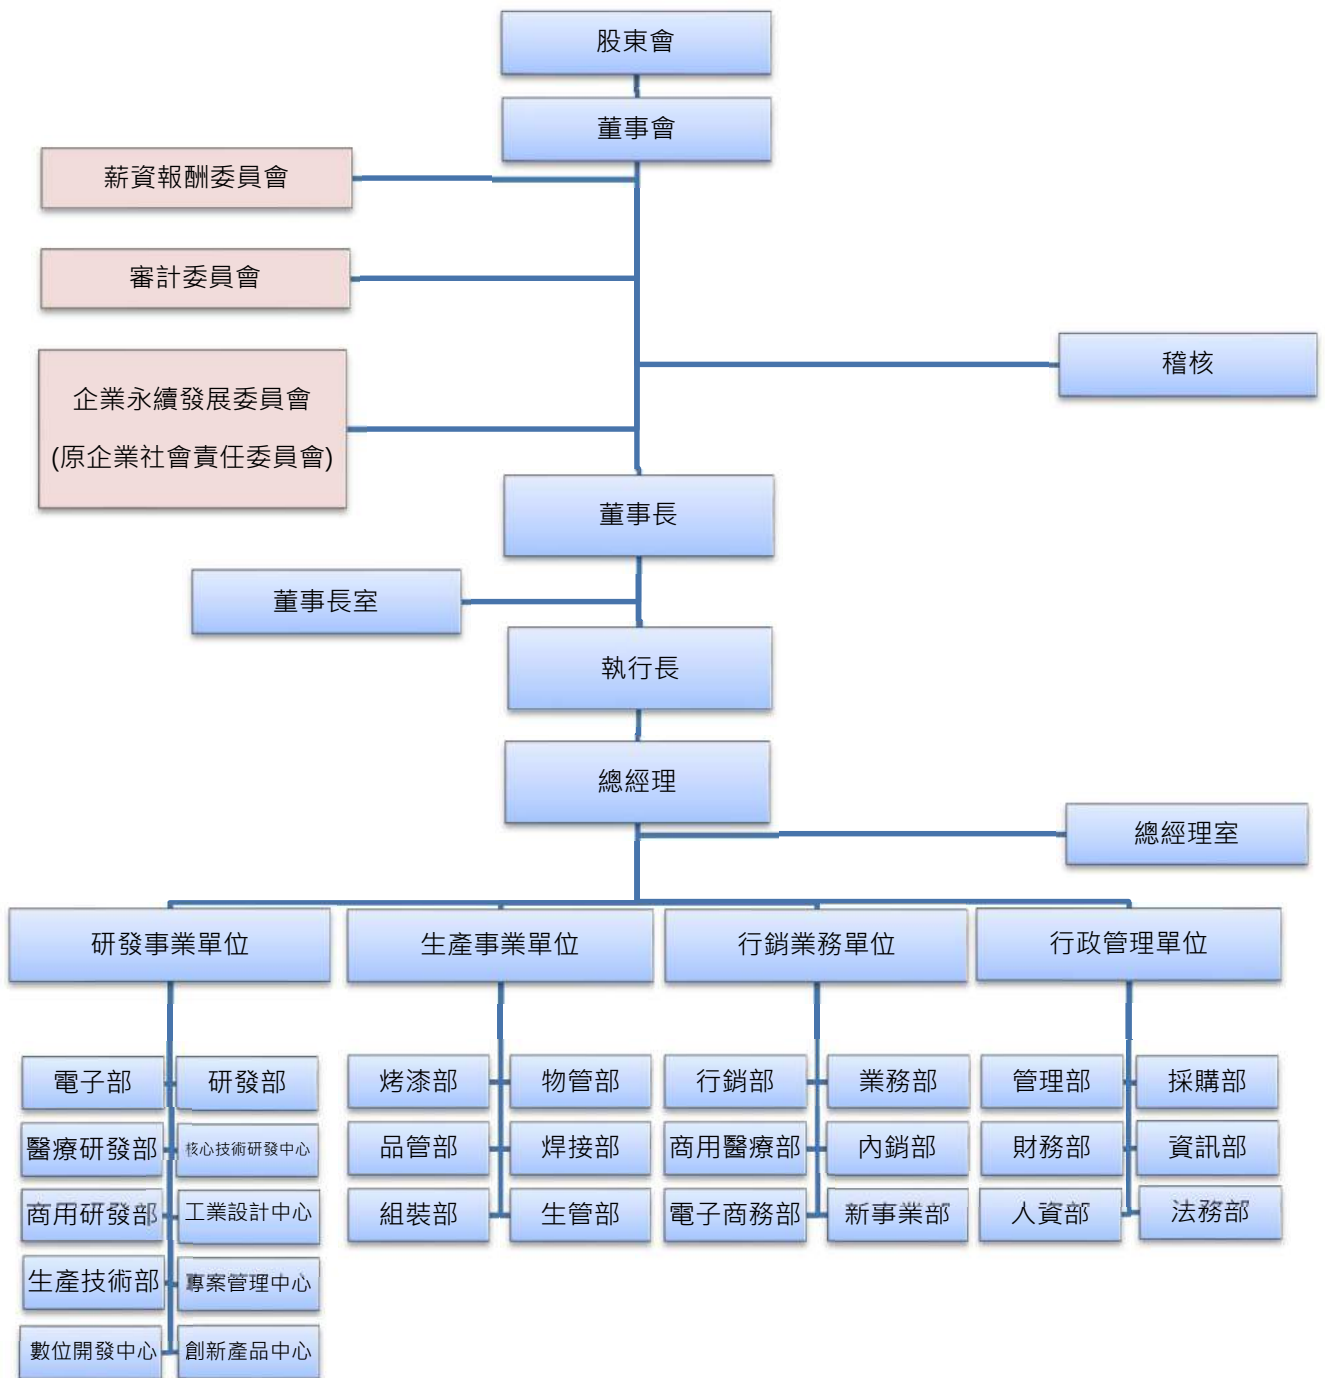 股東會
董事會
薪資報酬委員會
審計委員會
稽核
企業永續發展委員會
(原企業社會責任委員會)
董事長
董事長室
執行長
總經理
總經理室
研發事業單位
生產事業單位
行銷業務單位
行政管理單位
電子部
研發部
烤漆部
物管部
行銷部
業務部
管理部
採購部
醫療研發部
核心技術研發中心
品管部
焊接部
商用醫療部
內銷部
財務部
資訊部
商用研發部
工業設計中心
組裝部
生管部
電子商務部
新事業部
人資部
法務部
生產技術部
專案管理中心
數位開發中心
創新產品中心